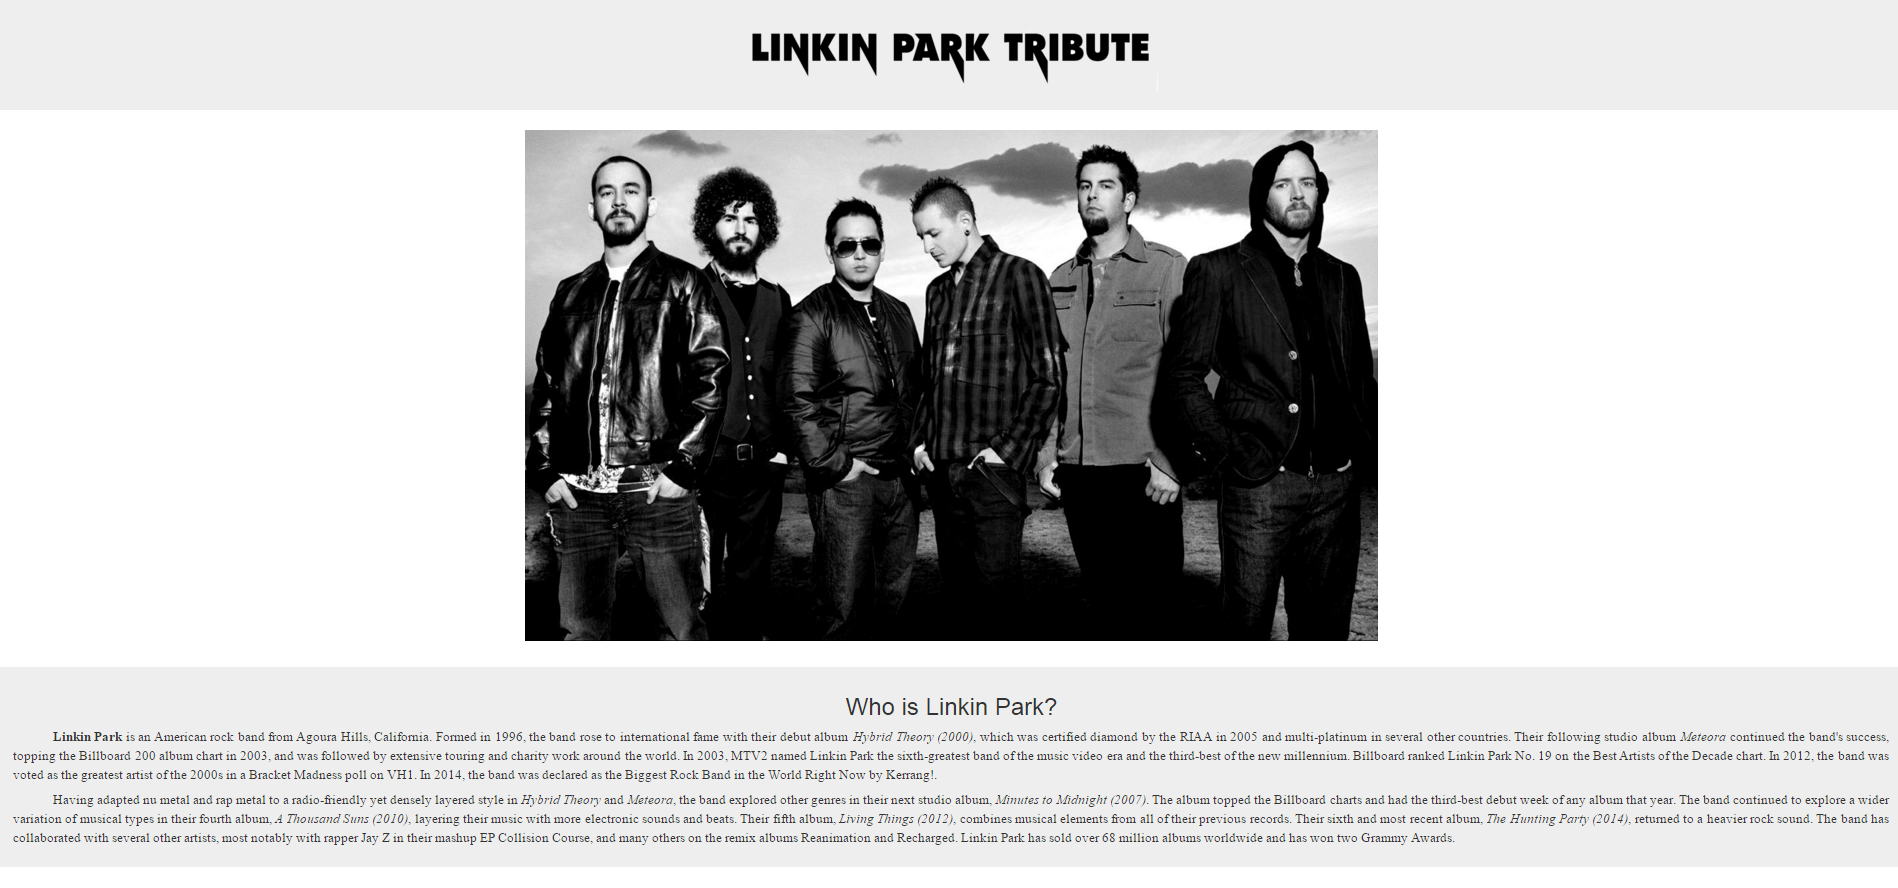 LINKIN PARK TRIBUTE
Who is Linkin Park?
Linkin Park is an American rock band from Agoura Hills, California. Formed in 1996, the band rose to international fame with their debut album Hybrid Theory (2000), which was certified diamond by the RIAA in 2005 and multi-platinum in several other countries. Their following studio album Meteora continued the band's success,
topping the Billboard 200 album chart in 2003, and was followed by extensive touring and charity work around the world. In 2003, MTV2 named Linkin Park the sixth-greatest band of the music video era and the third-best of the new millennium. Billboard ranked Linkin Park No. 19 on the Best Artists of the Decade chart. In 2012, the band was
voted as the greatest artist of the 2000s in a Bracket Madness poll on VH1. In 2014, the band was declared as the Biggest Rock Band in the World Right Now by Kerrang!.
Having adapted nu metal and rap metal to a radio-friendly yet densely layered style in Hybrid Theory and Meteora, the band explored other genres in their next studio album, Minutes to Midnight (2007). The album topped the Billboard charts and had the third-best debut week of any album that year. The band continued to explore a wider
variation of musical types in their fourth album, A Thousand Suns (2010), layering their music with more electronic sounds and beats. Their fifth album, Living Things (2012), combines musical elements from all of their previous records. Their sixth and most recent album, The Hunting Party (2014), returned to a heavier rock sound. The band has
collaborated with several other artists, most notably with rapper Jay Z in their mashup EP Collision Course, and many others on the remix albums Reanimation and Recharged. Linkin Park has sold over 68 million albums worldwide and has won two Grammy Awards.